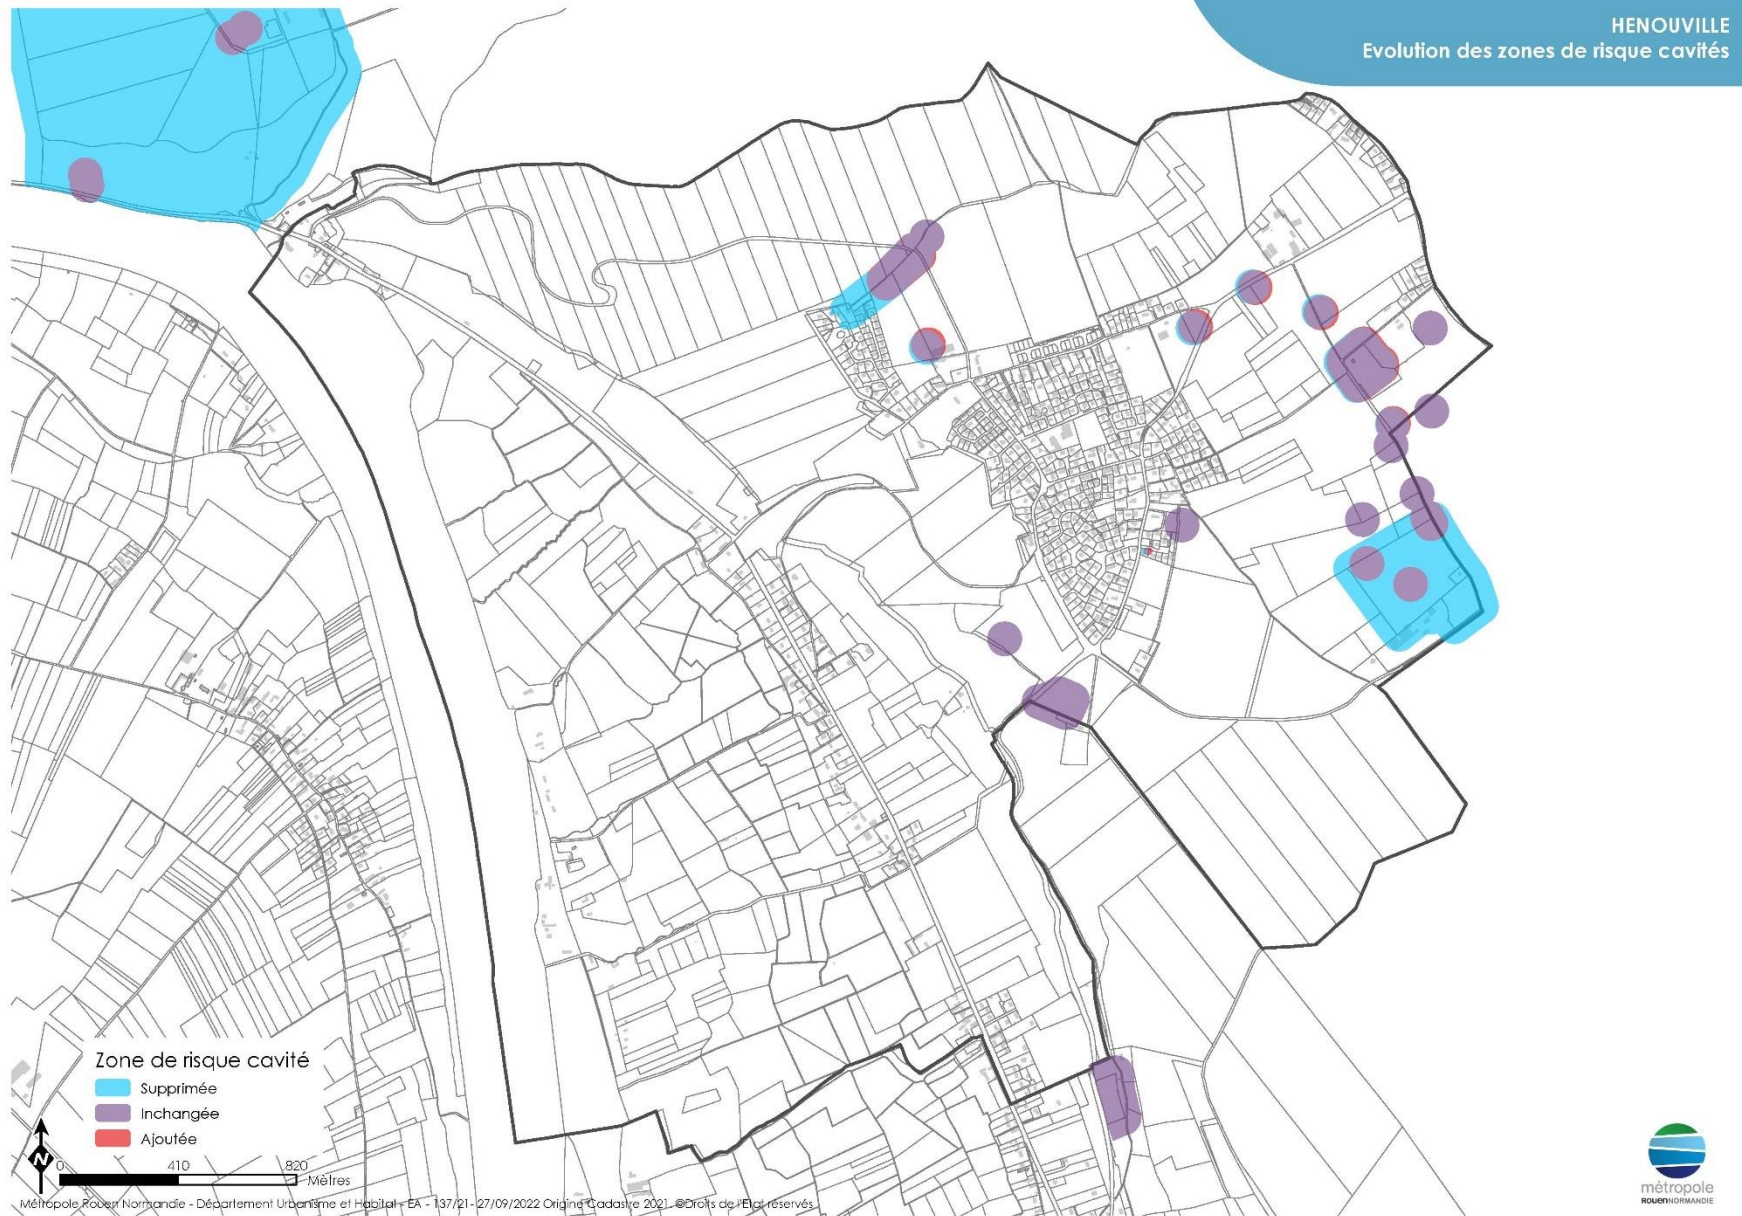 HENOUVILLE
Evolution des zones de risque cavités
Zone de risque cavité
Supprimée
Inchangée
Ajoutée
N
0 410 820
Mètres
Métropole Rouen Normandie - Département Urbanisme et Habitat - EA - 137/21 - 27/09/2022 Origine Cadastre 2021. ©Droits de l'Etat réservés
métropole
ROUENNORMANDIE